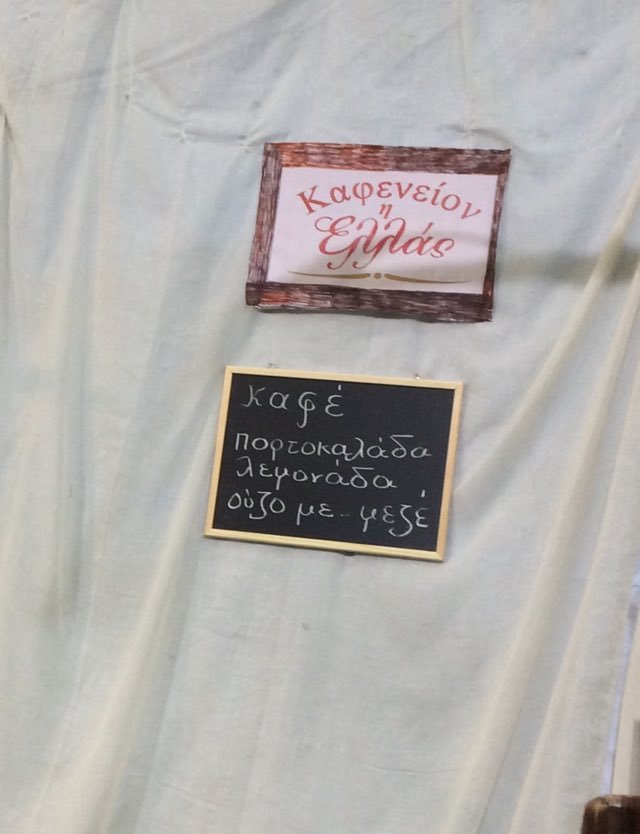 Καφενείον
η
Ελλάς
καφέ
πορτοκαλάδα
λεμονάδα
ούζο με - μεζέ